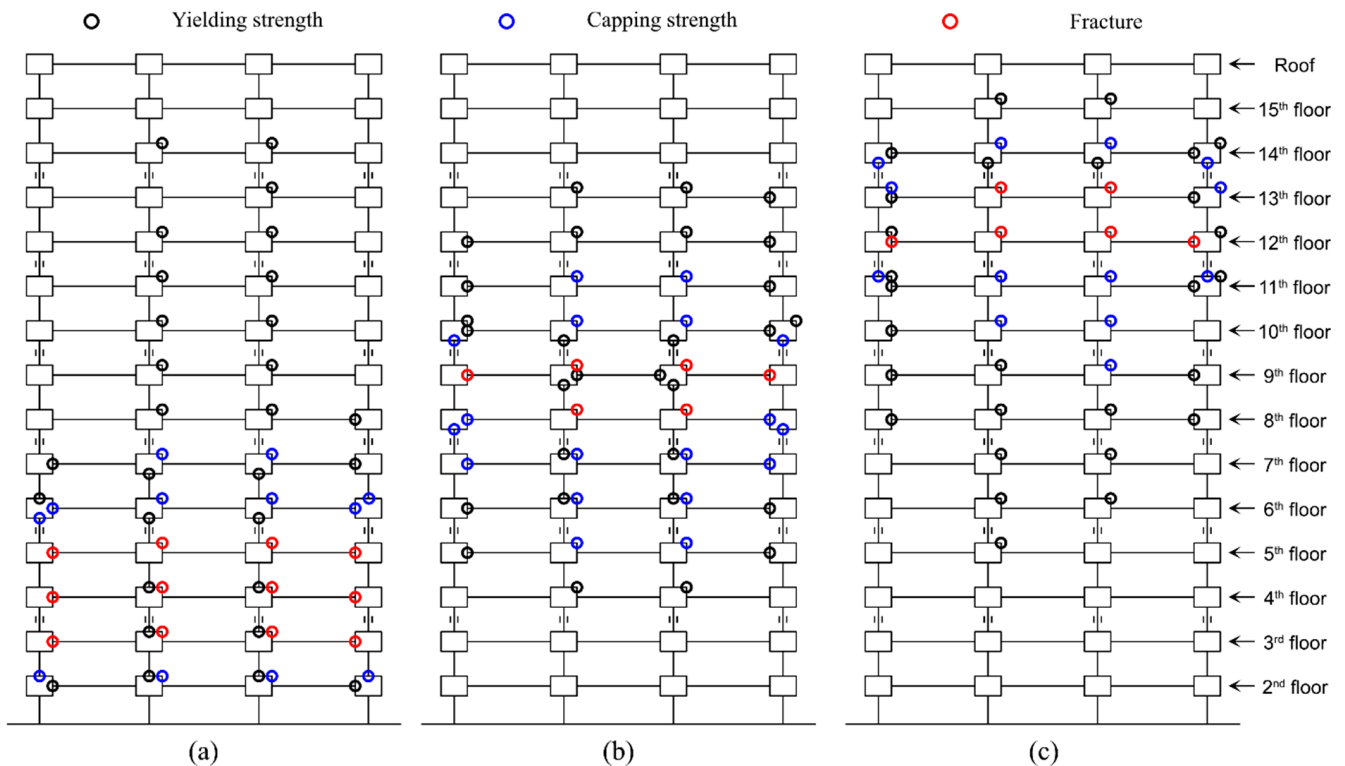 Yielding strength Capping strength Fracture
Roof
15th floor
14th floor
13th floor
12th floor
11th floor
10th floor
9th floor
8th floor
7th floor
6th floor
5th floor
4th floor
3rd floor
2nd floor
(a) (b) (c)